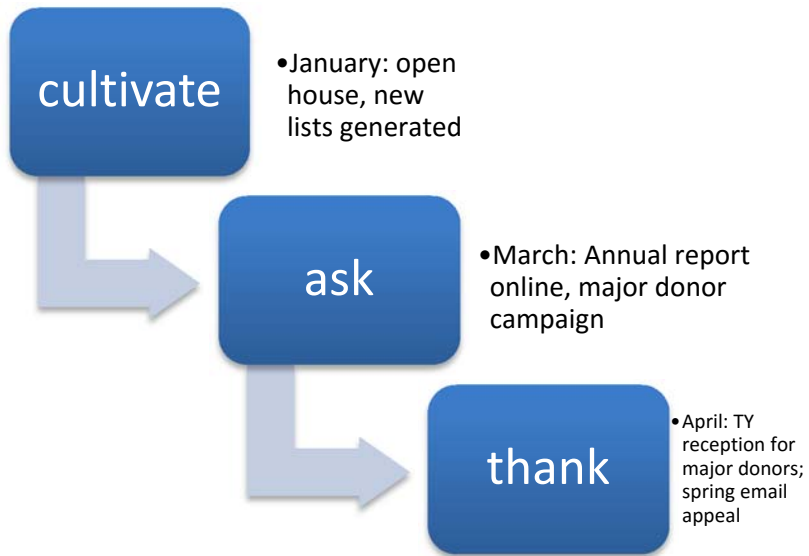 cultivate
•January: open
house, new
lists generated
ask
•March: Annual report
online, major donor
campaign
thank
•April: TY
reception for
major donors;
spring email
appeal